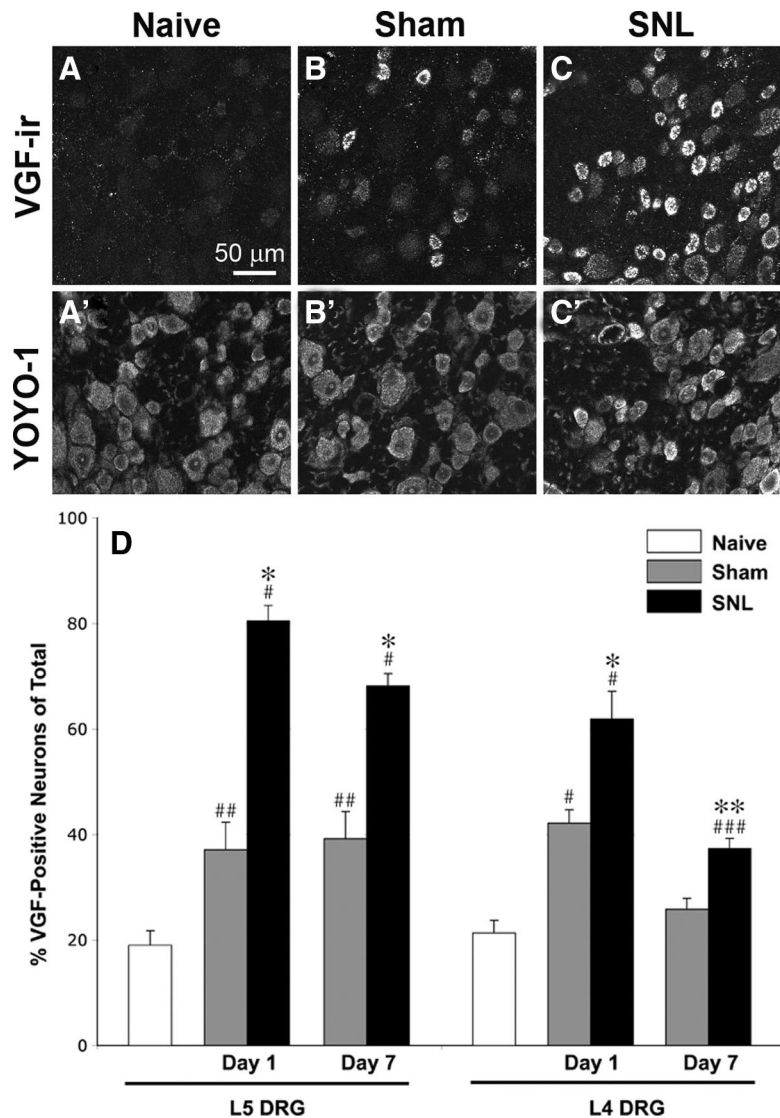 Naive Sham SNL
VGF-ir
A B C
50 μm
YOYO-1
A' B' C'
D
Naive
Sham
SNL
% VGF-Positive Neurons of Total
100
80
60
40
20
0
*
#
*
#
##
##
*
#
#
**
###
Day 1 Day 7 Day 1 Day 7
L5 DRG L4 DRG